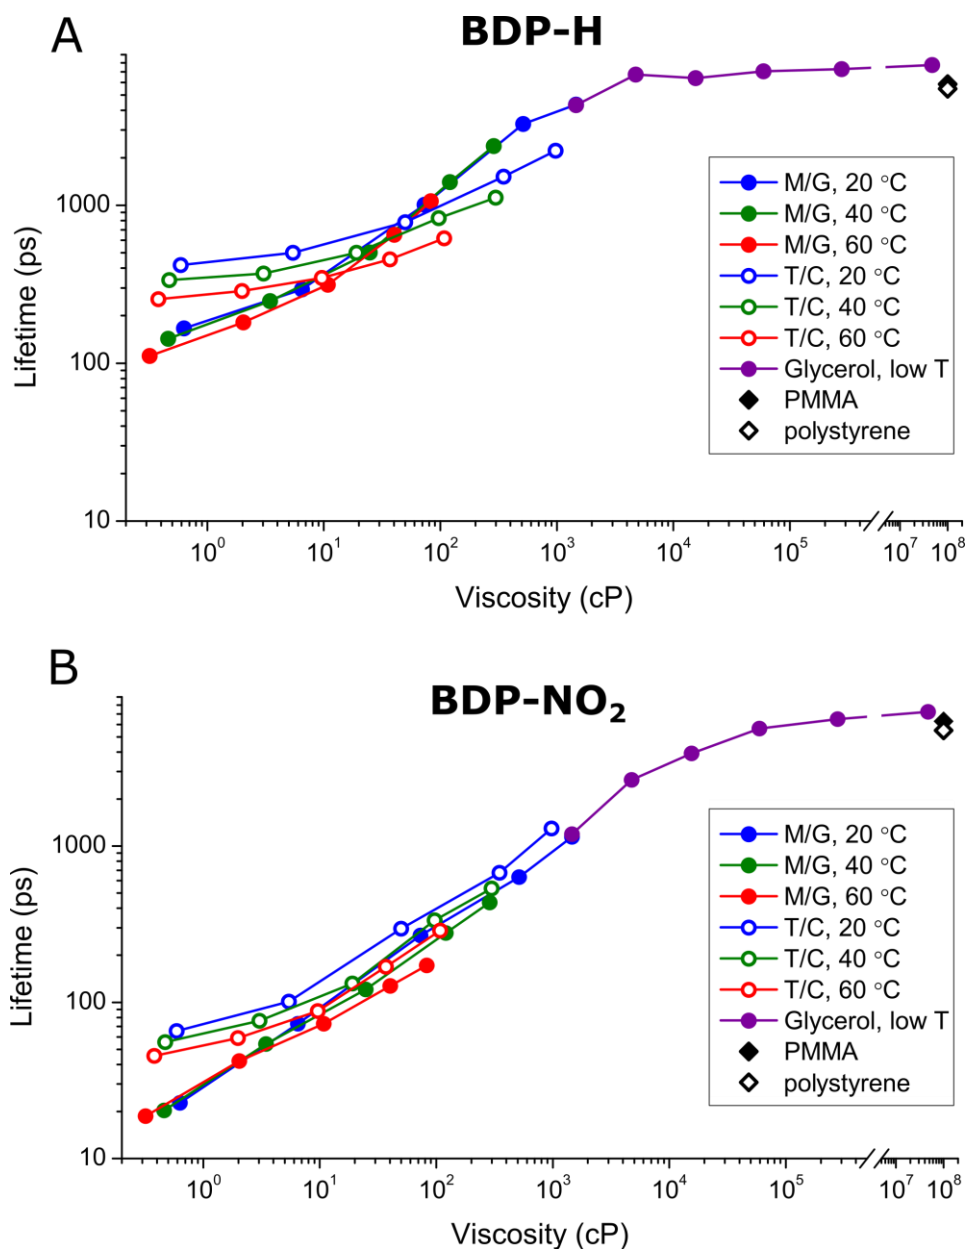 A
BDP-H
Lifetime (ps)
1000
100
10
M/G, 20 °C
M/G, 40 °C
M/G, 60 °C
T/C, 20 °C
T/C, 40 °C
T/C, 60 °C
Glycerol, low T
PMMA
polystyrene
10⁰ 10¹ 10² 10³ 10⁴ 10⁵ 10⁷ 10⁸
Viscosity (cP)
B
BDP-NO₂
Lifetime (ps)
1000
100
10
M/G, 20 °C
M/G, 40 °C
M/G, 60 °C
T/C, 20 °C
T/C, 40 °C
T/C, 60 °C
Glycerol, low T
PMMA
polystyrene
10⁰ 10¹ 10² 10³ 10⁴ 10⁵ 10⁷ 10⁸
Viscosity (cP)